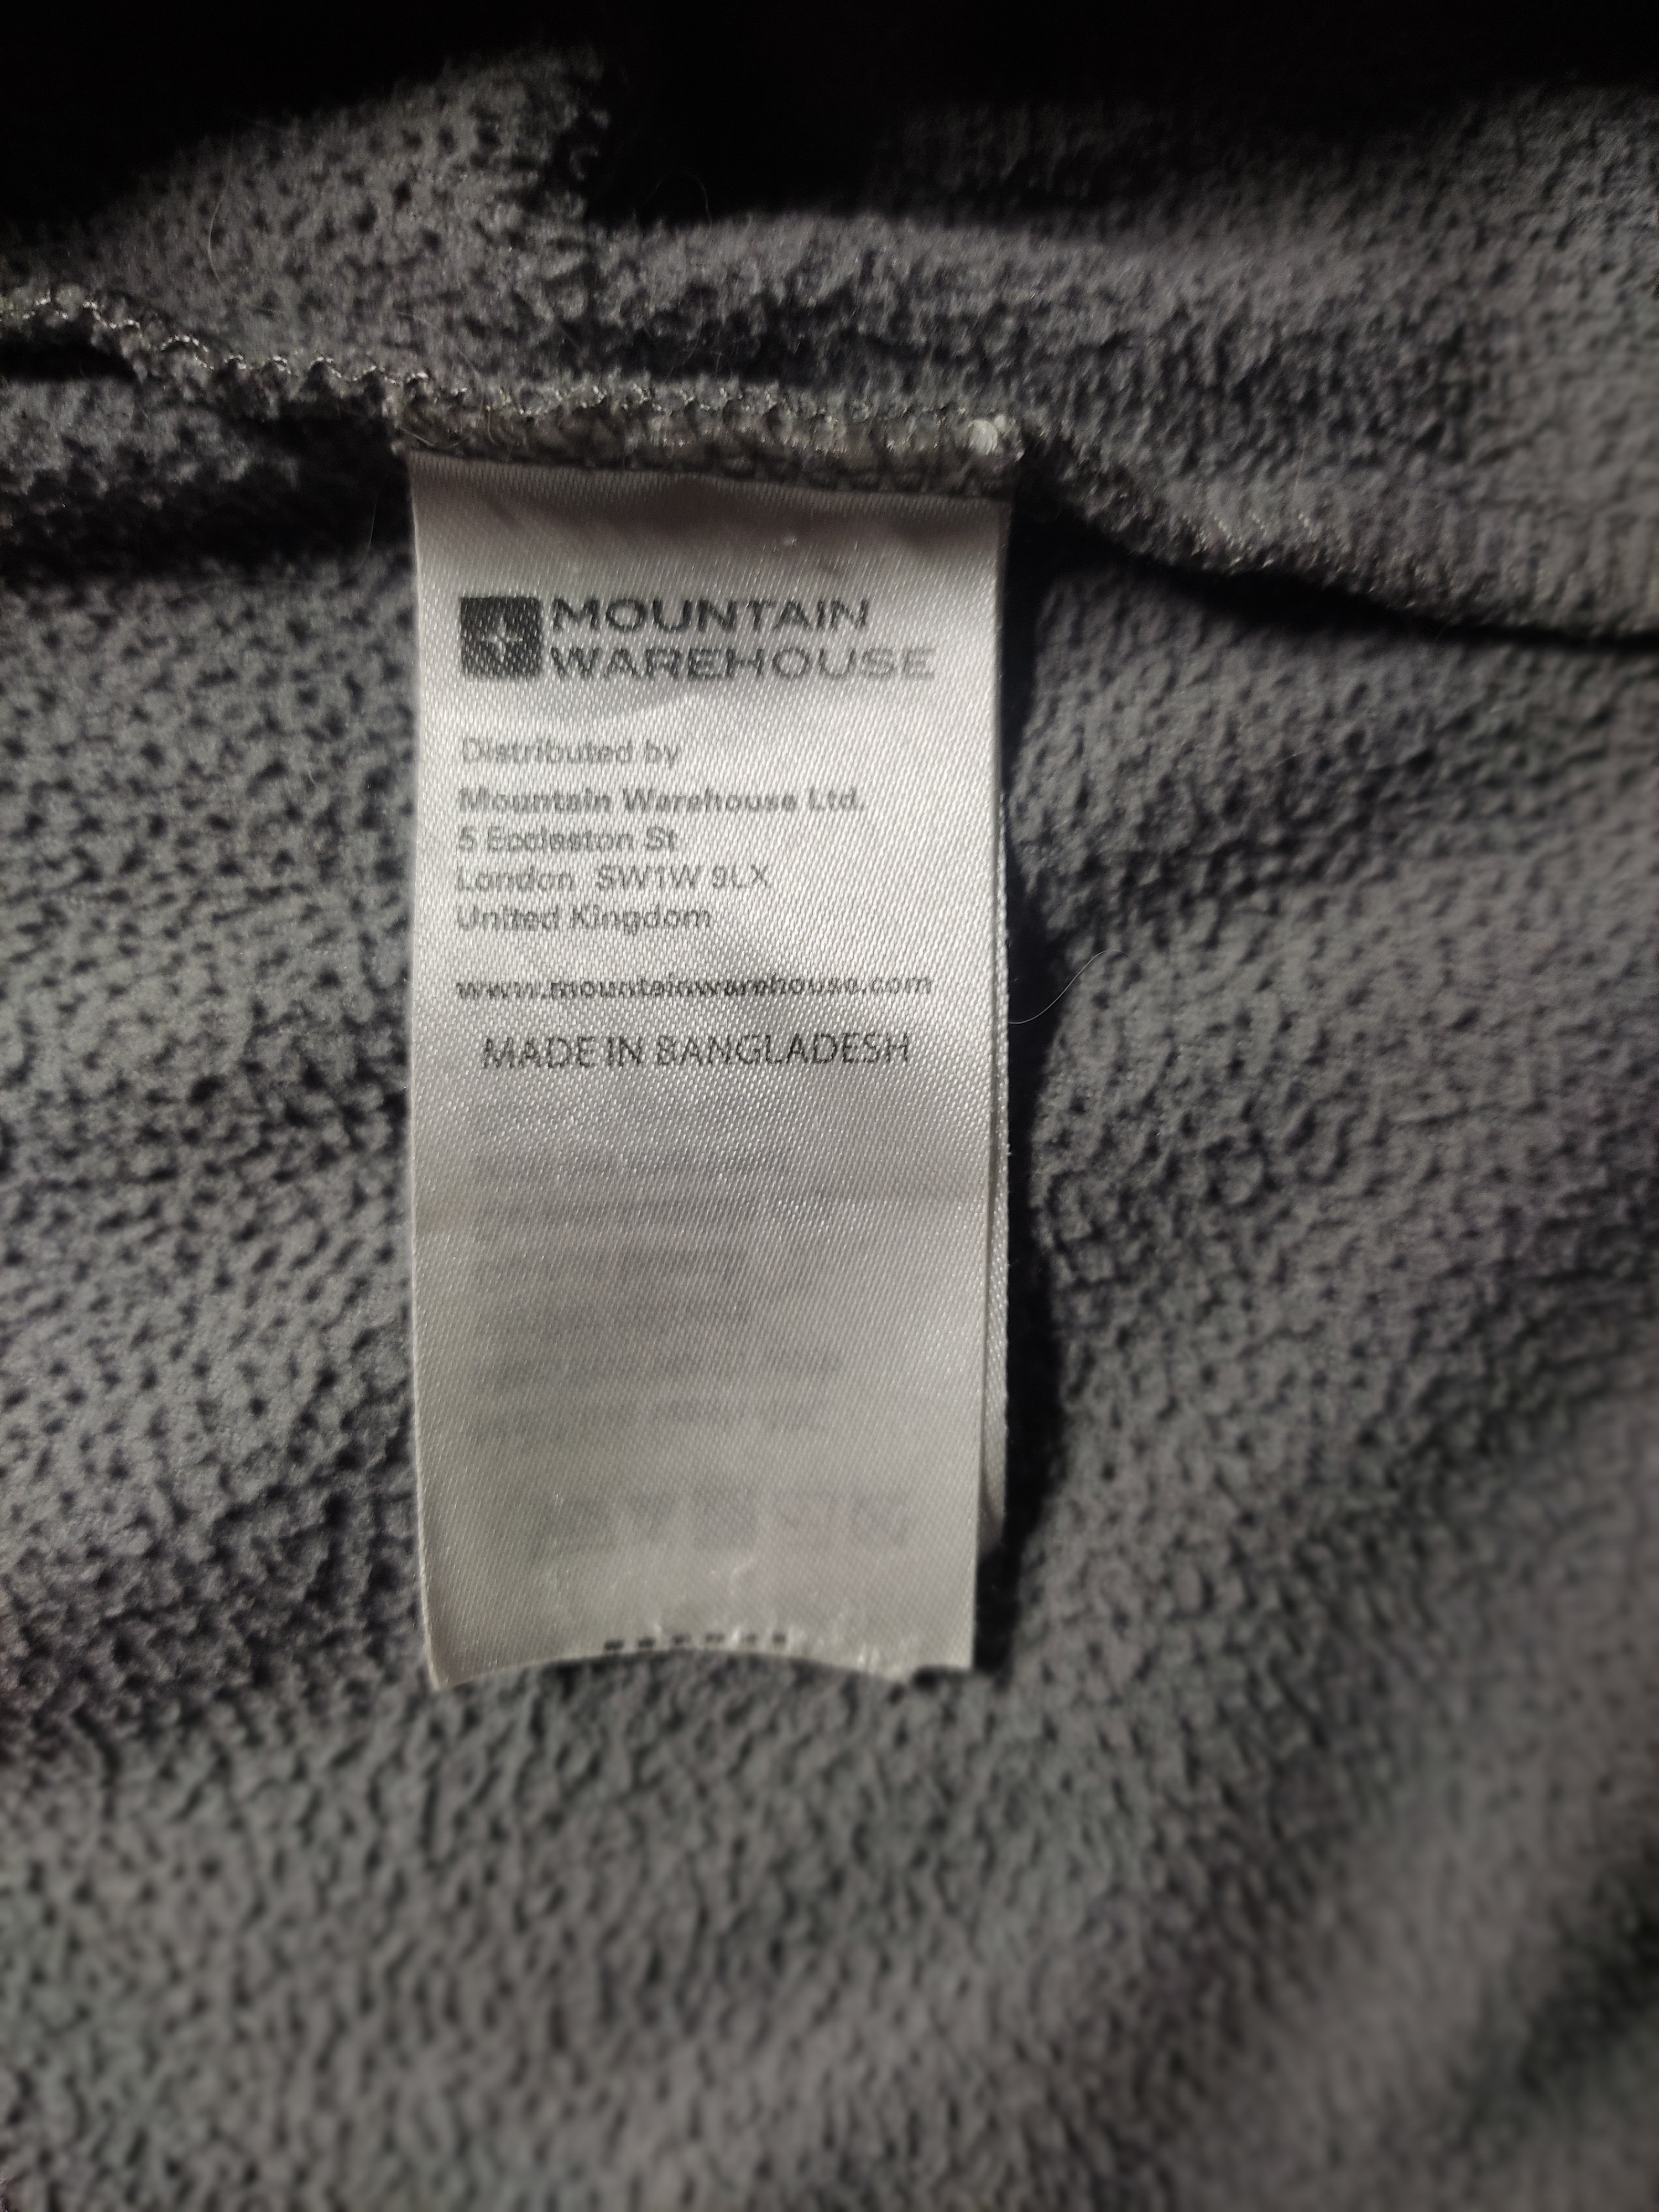 MOUNTAIN
WAREHOUSE
Distributed by
Mountain Warehouse Ltd.
5 Eccleston St
London SW1W 9LX
United Kingdom
www.mountainwarehouse.com
MADE IN BANGLADESH